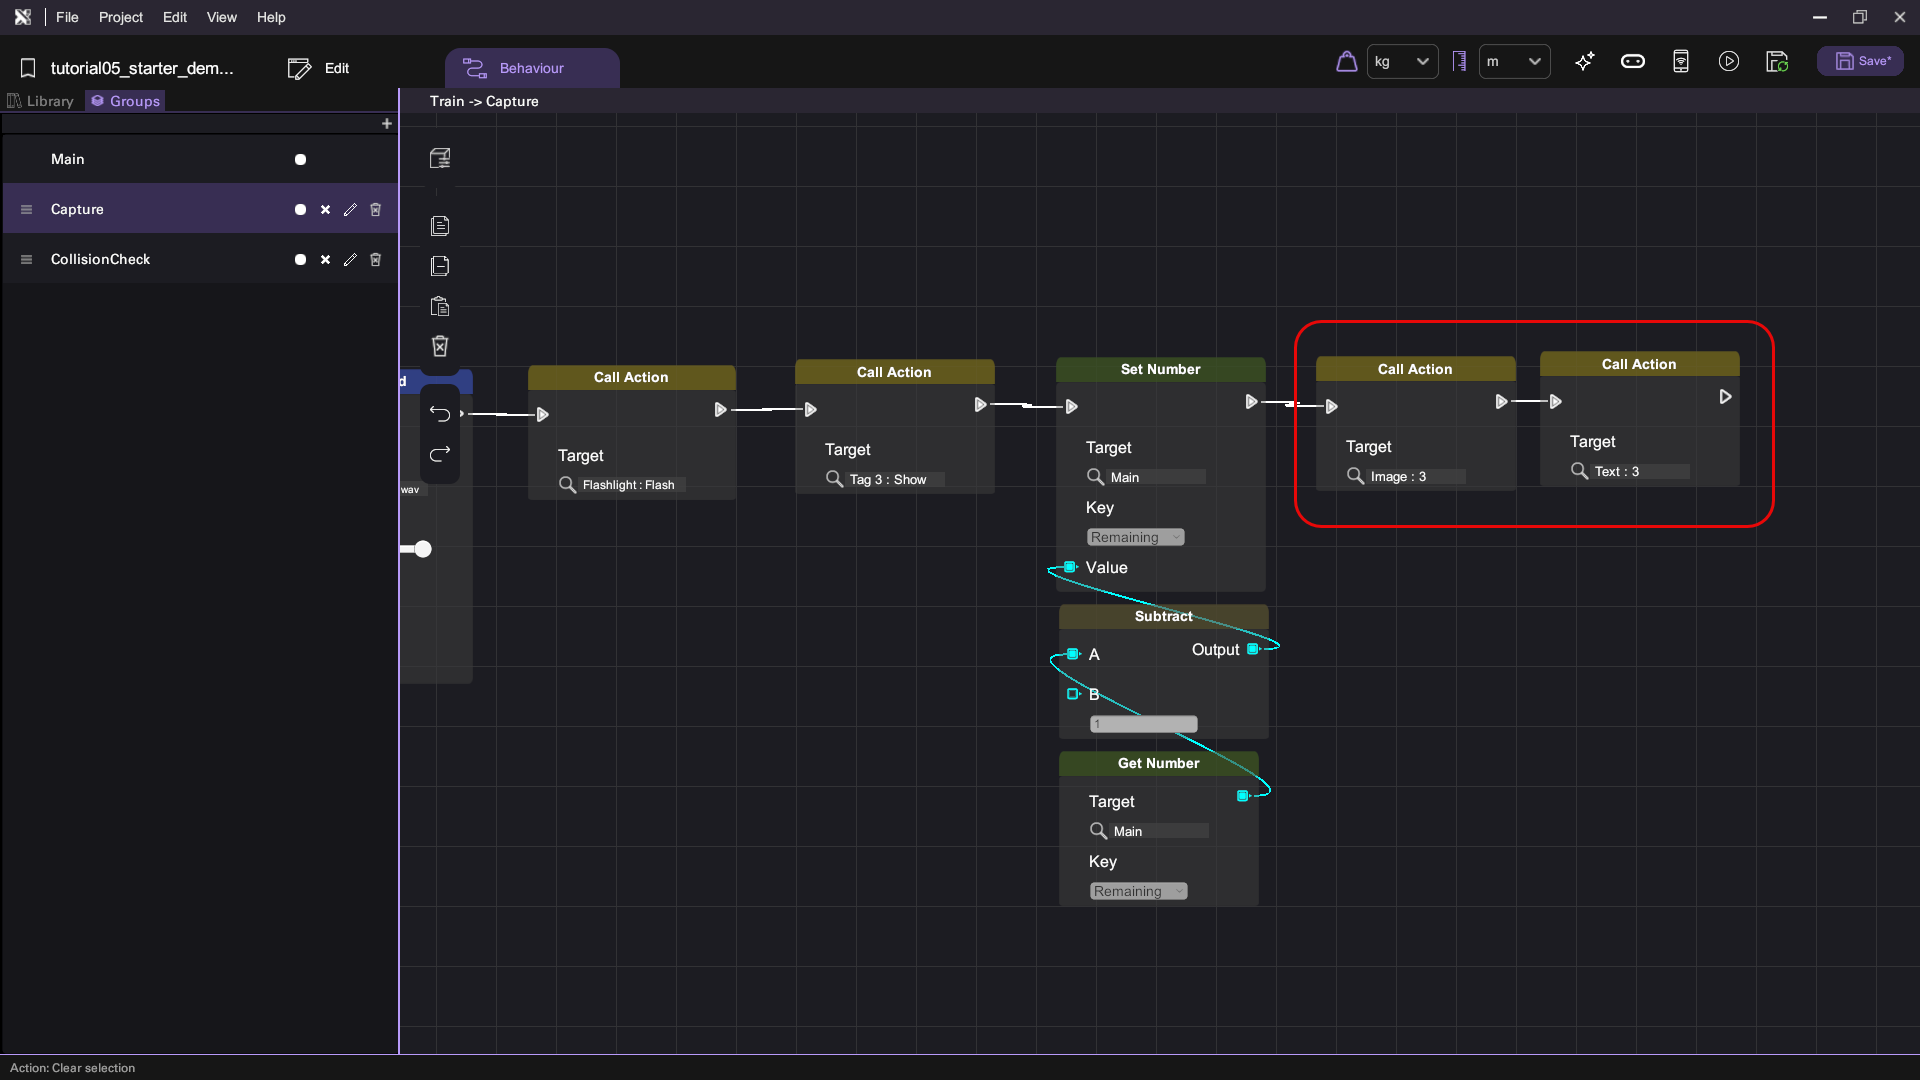 File Project Edit View Help
tutorial05_starter_dem... Edit Behaviour kg m Save*
Library Groups
Train -> Capture
+
Main
Capture
CollisionCheck
d
wav
Call Action
Target
Flashlight : Flash
Call Action
Target
Tag 3 : Show
Set Number
Target
Main
Key
Remaining
Value
Subtract
Output
A
B
1
Get Number
Target
Main
Key
Remaining
Call Action
Target
Image : 3
Call Action
Target
Text : 3
Action: Clear selection